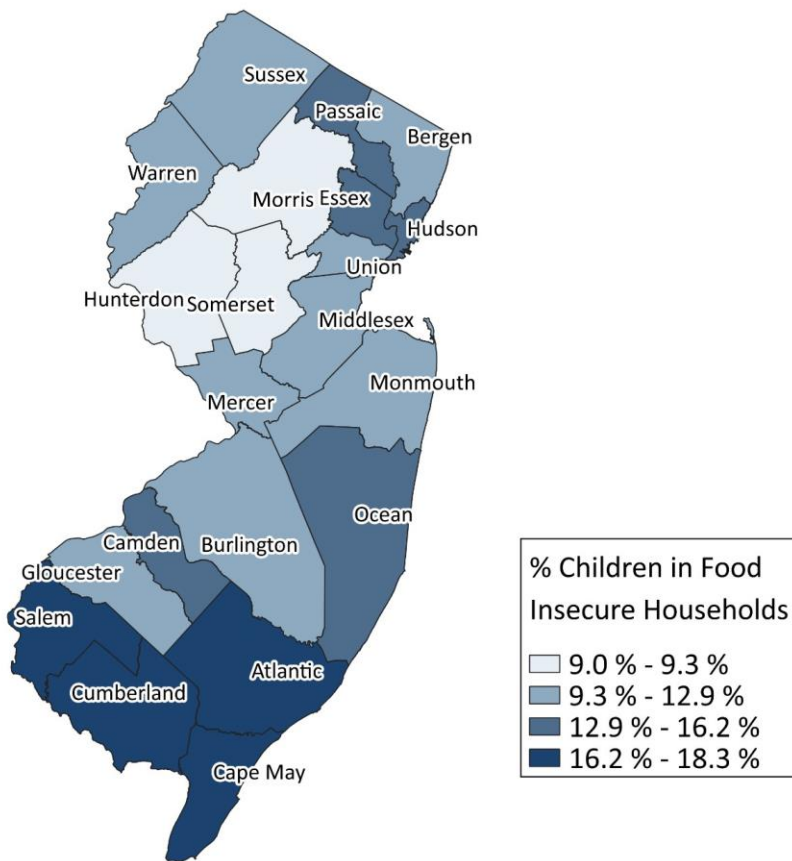 Sussex
Passaic
Bergen
Warren
Morris
Essex
Hudson
Union
Hunterdon
Somerset
Middlesex
Monmouth
Mercer
Ocean
Camden
Burlington
Gloucester
Salem
Atlantic
Cumberland
Cape May
% Children in Food
Insecure Households
9.0 % - 9.3 %
9.3 % - 12.9 %
12.9 % - 16.2 %
16.2 % - 18.3 %